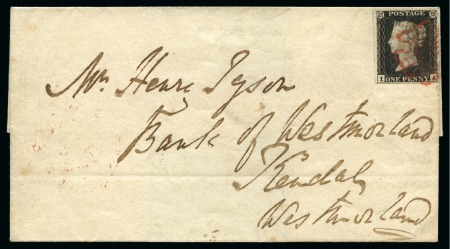 POSTAGE
ONE PENNY
Mr. Henry Tyson
Bank of Westmorland
Kendal
Westmorland